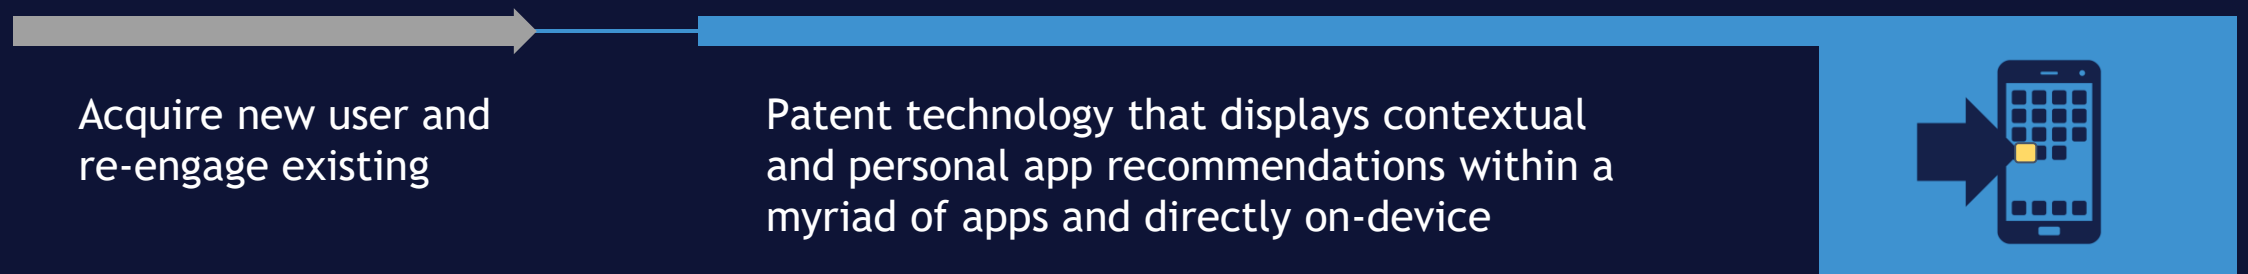 Acquire new user and
re-engage existing
Patent technology that displays contextual
and personal app recommendations within a
myriad of apps and directly on-device